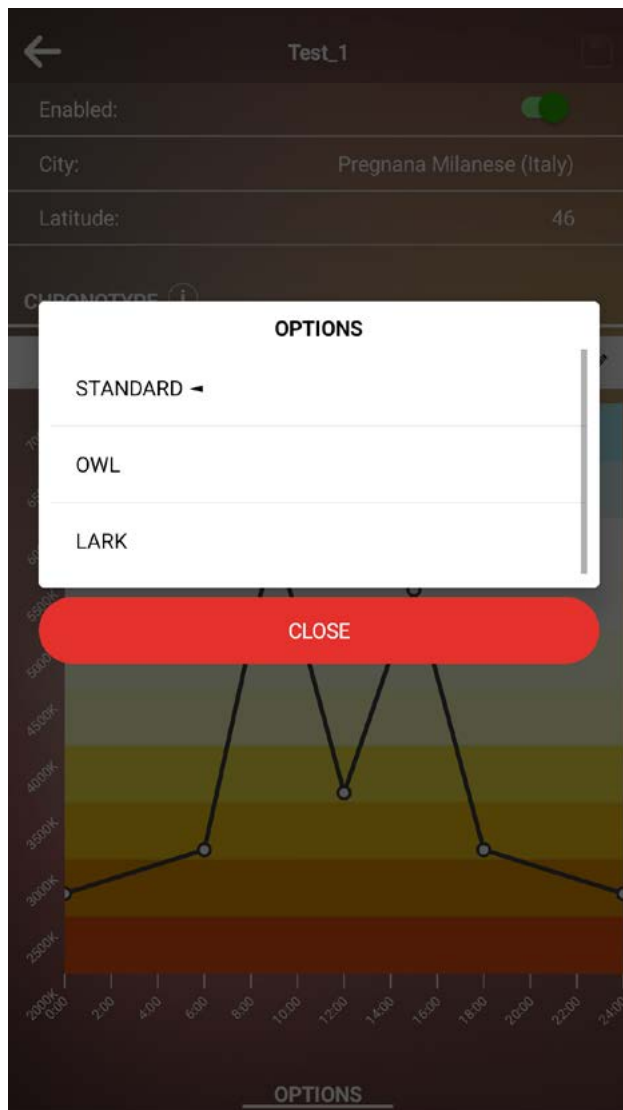 Test_1
Enabled:
City: Pregnana Milanese (Italy)
Latitude: 46
CHRONOTYPE i
OPTIONS
STANDARD ◄
OWL
LARK
CLOSE
5500K
5000K
4500K
4000K
3500K
3000K
2500K
2000K
0:00 2:00 4:00 6:00 8:00 10:00 12:00 14:00 16:00 18:00 20:00 22:00 24:00
OPTIONS